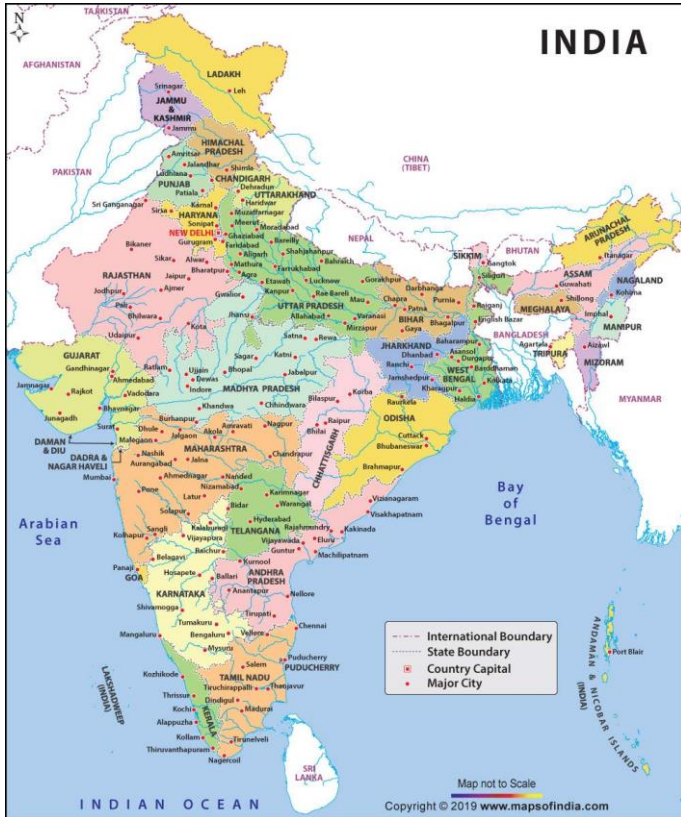 TAJIKISTAN
N
INDIA
AFGHANISTAN
LADAKH
Srinagar
Leh
JAMMU
&
KASHMIR
Jammu
HIMACHAL
PRADESH
CHINA
(TIBET)
Amritsar
Jalandhar
Ludhiana
Shimla
PUNJAB
CHANDIGARH
Patiala
Dehradun
UTTARAKHAND
PAKISTAN
Sri Ganganagar
Karnal
Haridwar
Sirsa
HARYANA
Muzaffarnagar
Sonipat
Meerut
NEW DELHI
Moradabad
Ghaziabad
Bareilly
Gurugram
Faridabad
NEPAL
Bikaner
Sikar
Alwar
Aligarh
Shahjahanpur
Mathura
Bahraich
RAJASTHAN
Jaipur
Bharatpur
Agra
Farrukhabad
SIKKIM
BHUTAN
ARUNACHAL
PRADESH
Gangtok
Itanagar
Jodhpur
Ajmer
Etawah
Lucknow
Gorakhpur
Siliguri
ASSAM
NAGALAND
Pali
Gwalior
Kanpur
Rae Bareli
Darbhanga
Guwahati
Kohima
Bhilwara
UTTAR PRADESH
Mau
Chapra
Purnia
Raiganj
Shillong
MEGHALAYA
Kota
Jhansi
Allahabad
Varanasi
Patna
BIHAR
English Bazar
Imphal
MANIPUR
Udaipur
Mirzapur
Gaya
Bhagalpur
BANGLADESH
Satna
Rewa
JHARKHAND
Baharampur
Agartala
Aizawl
GUJARAT
Sagar
Katni
Dhanbad
Asansol
TRIPURA
MIZORAM
Gandhinagar
Ratlam
Ujjain
Bhopal
Jabalpur
Ranchi
Durgapur
Ahmedabad
Dewas
WEST
BENGAL
Barddhaman
Jamnagar
Indore
MADHYA PRADESH
Jamshedpur
Kolkata
MYANMAR
Rajkot
Vadodara
Korba
Kharagpur
Bilaspur
Raurkela
Haldia
Junagadh
Bhavnagar
Khandwa
Chhindwara
Surat
Burhanpur
Nagpur
Raipur
ODISHA
Dhule
Amravati
Bhilai
DAMAN
& DIU
Malegaon
Jalgaon
Akola
CHHATTISGARH
Cuttack
MAHARASHTRA
Bhubaneswar
DADRA &
NAGAR HAVELI
Nashik
Jalna
Chandrapur
Aurangabad
Brahmapur
Mumbai
Ahmednagar
Nanded
Nizamabad
Pune
Karimnagar
Latur
Vizianagaram
Bay
of
Bengal
Bidar
Warangal
Visakhapatnam
Solapur
Arabian
Sea
Kalaburagi
Hyderabad
Sangli
Vijayapura
TELANGANA
Rajahmundry
Kakinada
Kolhapur
Vijayawada
Eluru
Raichur
Guntur
Belagavi
Machilipatnam
Kurnool
Panaji
GOA
Hosapete
Ballari
ANDHRA
PRADESH
KARNATAKA
Anantapur
Nellore
Shivamogga
Tirupati
Tumakuru
Chennai
Mangaluru
Bengaluru
Vellore
Mysuru
Puducherry
PUDUCHERRY
Kozhikode
Salem
TAMIL NADU
Tiruchirappalli
Thanjavur
Thrissur
Dindigul
Kochi
KERALA
Madurai
Alappuzha
Kollam
Tirunelveli
Thiruvanthapuram
Nagercoil
LAKSHADWEEP
(INDIA)
SRI
LANKA
ANDAMAN & NICOBAR ISLANDS
(INDIA)
Port Blair
International Boundary
State Boundary
Country Capital
Major City
Map not to Scale
INDIAN OCEAN
Copyright © 2019 www.mapsofindia.com